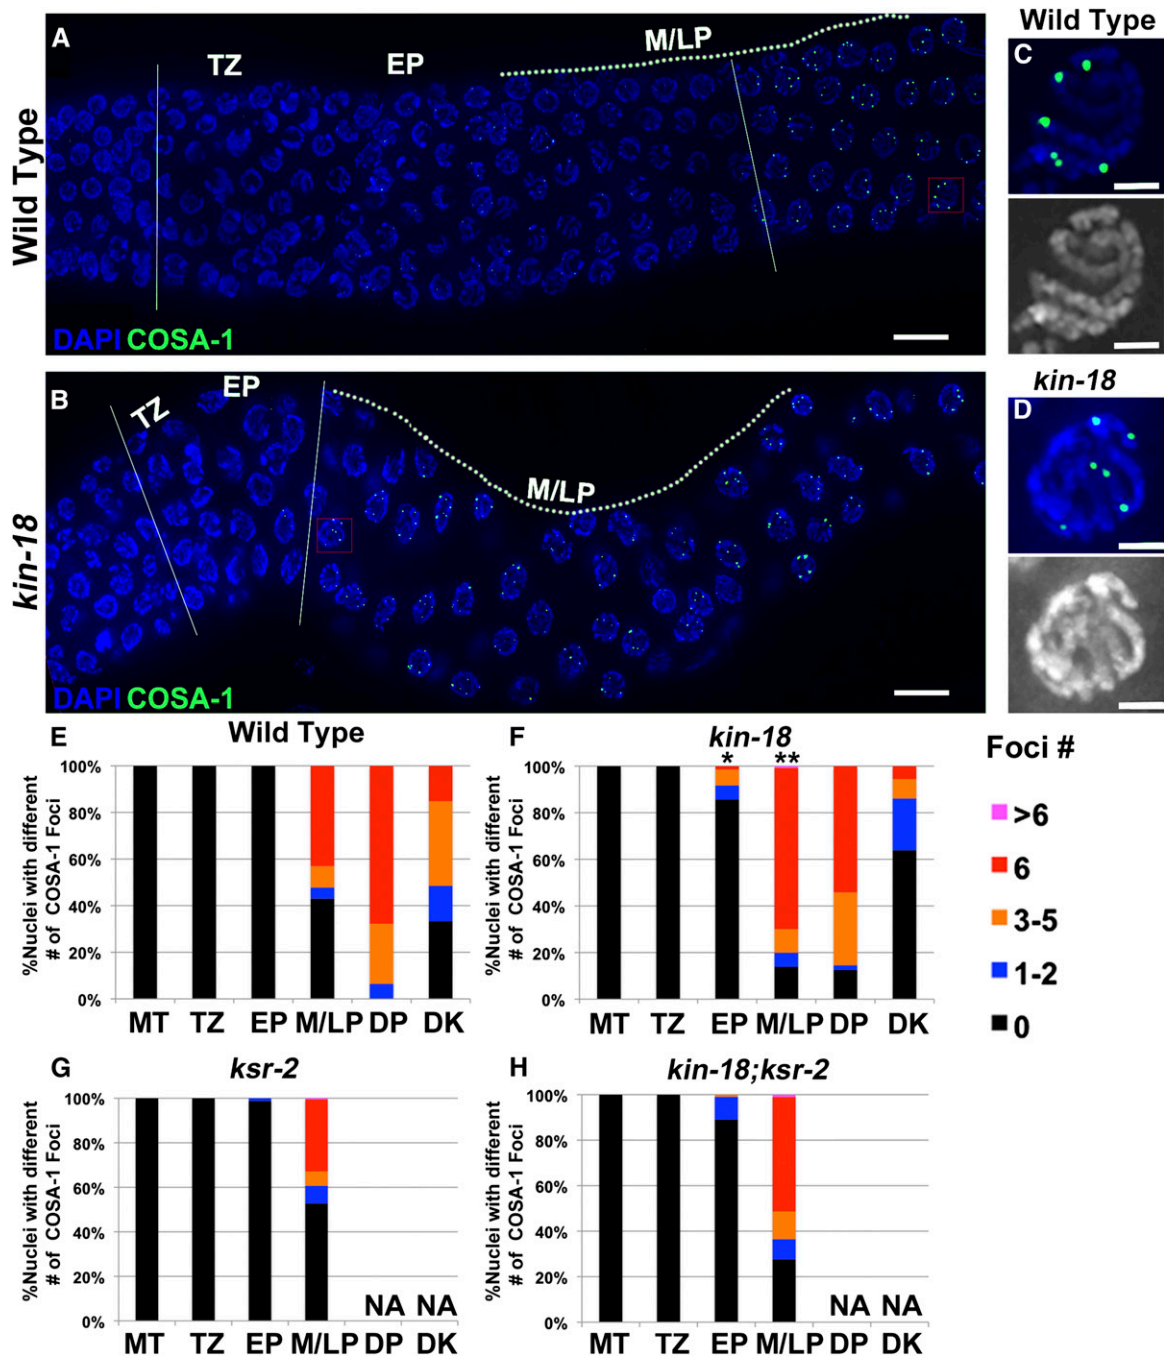 Wild Type
A
TZ
EP
M/LP
DAPI COSA-1
Wild Type
C
kin-18
B
TZ
EP
M/LP
DAPI COSA-1
kin-18
D
E
Wild Type
%Nuclei with different
# of COSA-1 Foci
100%
80%
60%
40%
20%
0%
MT TZ EP M/LP DP DK
F
kin-18
* **
%Nuclei with different
# of COSA-1 Foci
100%
80%
60%
40%
20%
0%
MT TZ EP M/LP DP DK
Foci #
>6
6
3-5
1-2
0
G
ksr-2
%Nuclei with different
# of COSA-1 Foci
100%
80%
60%
40%
20%
0%
NA NA
MT TZ EP M/LP DP DK
H
kin-18;ksr-2
%Nuclei with different
# of COSA-1 Foci
100%
80%
60%
40%
20%
0%
NA NA
MT TZ EP M/LP DP DK